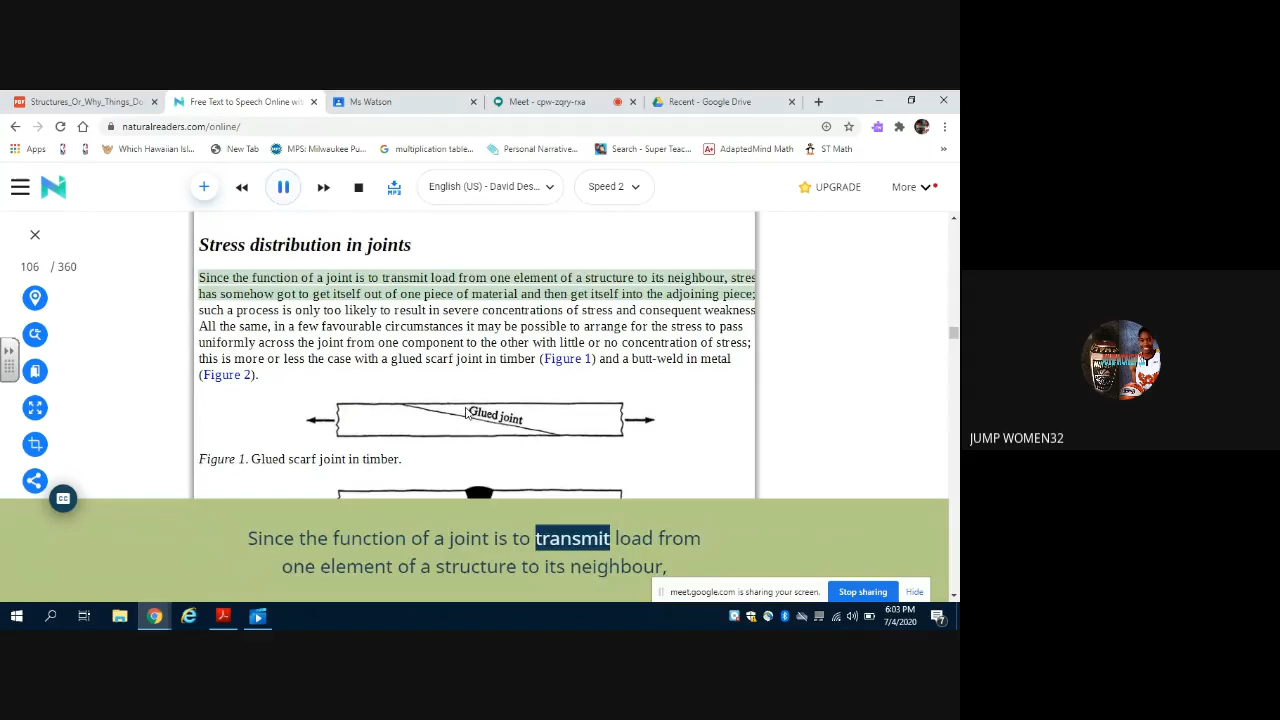 Structures_Or_Why_Things_Do
Free Text to Speech Online wit
Ms Watson
Meet - cpw-zqry-rxa
Recent - Google Drive
naturalreaders.com/online/
Apps
Which Hawaiian Isl...
New Tab
MPS: Milwaukee Pu...
multiplication table...
Personal Narrative...
Search - Super Teac...
AdaptedMind Math
ST Math
MP3
English (US) - David Des...
Speed 2
UPGRADE
More
106 / 360
Stress distribution in joints
Since the function of a joint is to transmit load from one element of a structure to its neighbour, stres
has somehow got to get itself out of one piece of material and then get itself into the adjoining piece;
such a process is only too likely to result in severe concentrations of stress and consequent weakness
All the same, in a few favourable circumstances it may be possible to arrange for the stress to pass
uniformly across the joint from one component to the other with little or no concentration of stress;
this is more or less the case with a glued scarf joint in timber (Figure 1) and a butt-weld in metal
(Figure 2).
Glued joint
Figure 1. Glued scarf joint in timber.
CC
Since the function of a joint is to transmit load from
one element of a structure to its neighbour,
meet.google.com is sharing your screen.
Stop sharing
Hide
6:03 PM
7/4/2020
7
JUMP WOMEN32